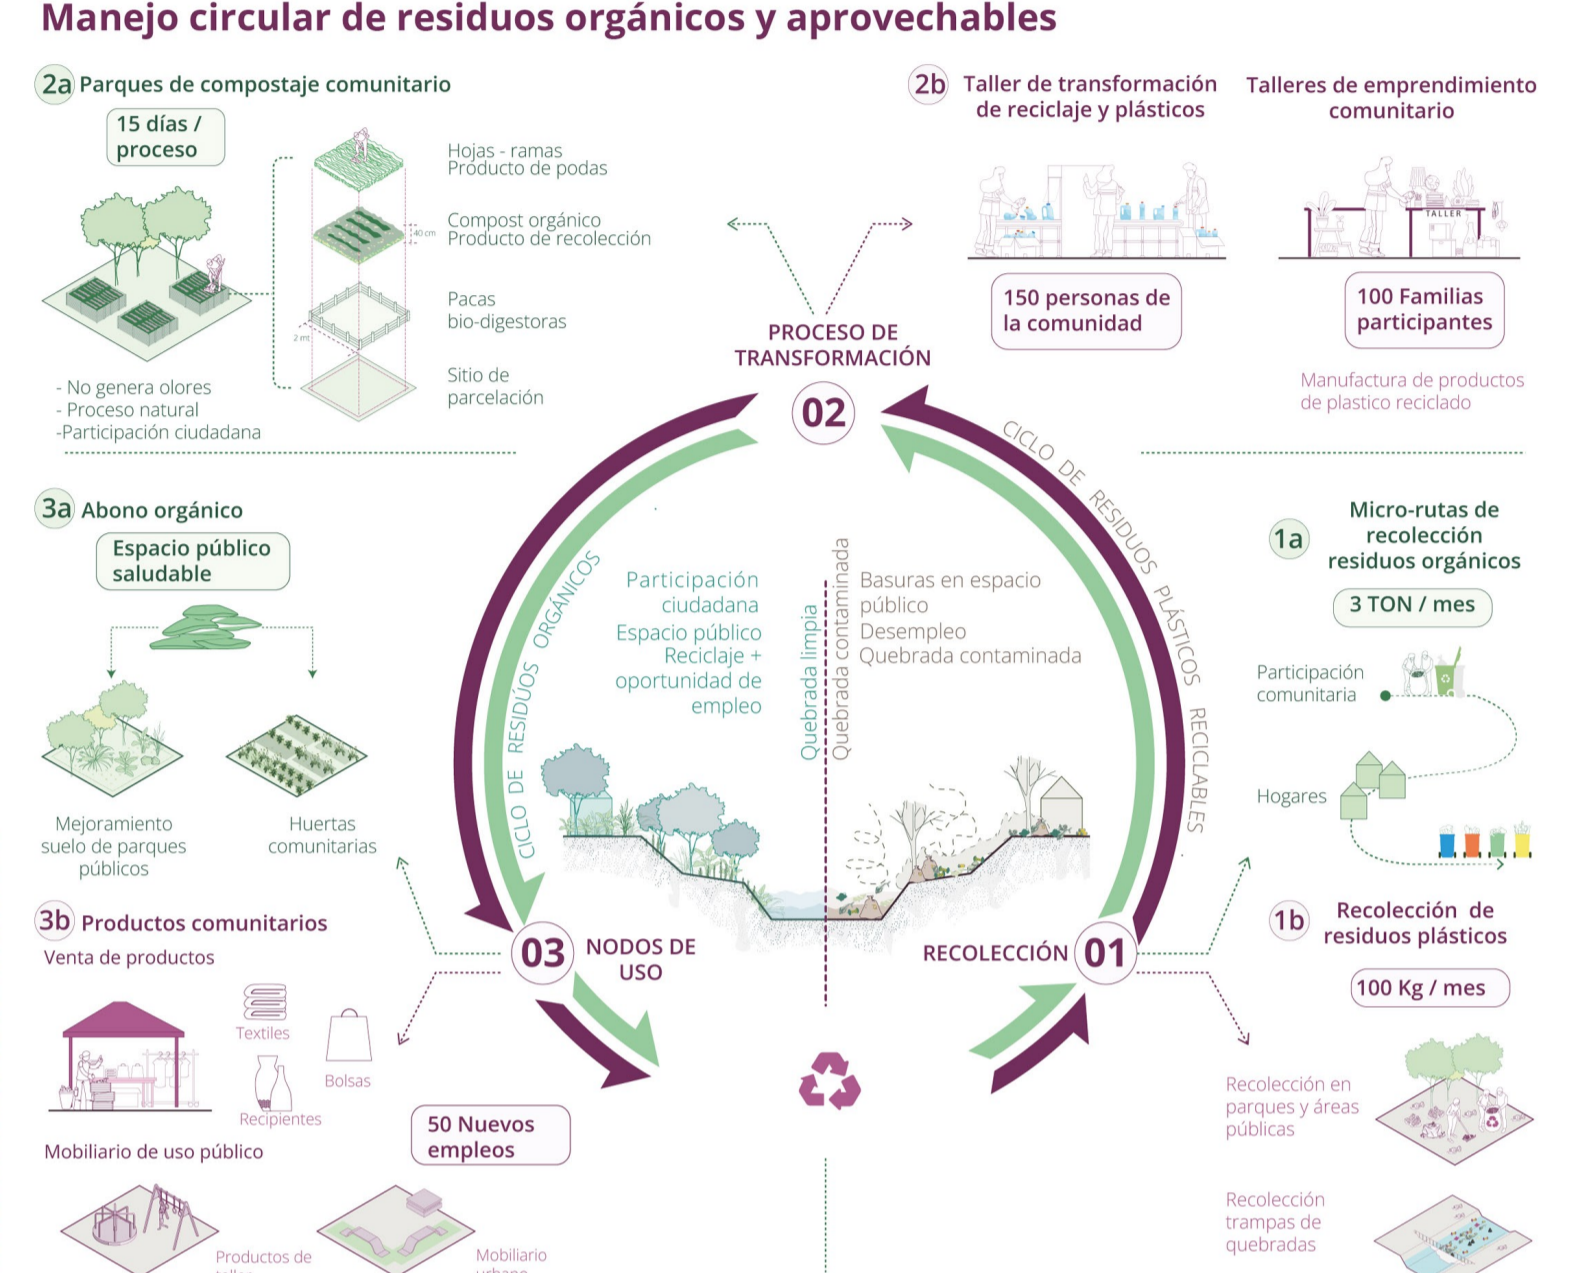 Manejo circular de residuos orgánicos y aprovechables
2a Parques de compostaje comunitario
15 días /
proceso
Hojas - ramas
Producto de podas
Compost orgánico
Producto de recolección
40 cm
Pacas
bio-digestoras
2 mt
Sitio de
parcelación
- No genera olores
- Proceso natural
-Participación ciudadana
2b Taller de transformación
de reciclaje y plásticos
150 personas de
la comunidad
Talleres de emprendimiento
comunitario
TALLER
100 Familias
participantes
Manufactura de productos
de plastico reciclado
PROCESO DE
TRANSFORMACIÓN
02
CICLO DE RESIDUOS PLÁSTICOS RECICLABLES
CICLO DE RESIDÚOS ORGÁNICOS
Participación
ciudadana
Espacio público
Reciclaje +
oportunidad de
empleo
Quebrada limpia
Quebrada contaminada
Basuras en espacio
público
Desempleo
Quebrada contaminada
3a Abono orgánico
Espacio público
saludable
Mejoramiento
suelo de parques
públicos
Huertas
comunitarias
1a
Micro-rutas de
recolección
residuos orgánicos
3 TON / mes
Participación
comunitaria
Hogares
03 NODOS DE
USO
RECOLECCIÓN 01
3b Productos comunitarios
Venta de productos
Textiles
Bolsas
Recipientes
50 Nuevos
empleos
Mobiliario de uso público
Productos de
Mobiliario
1b
Recolección de
residuos plásticos
100 Kg / mes
Recolección en
parques y áreas
públicas
Recolección
trampas de
quebradas